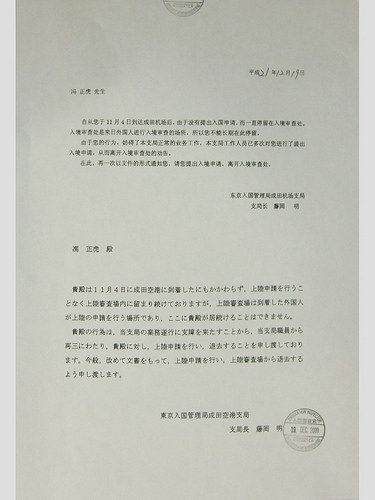 平成21年12月19日
冯 正虎 先生
自从您于11月4日到达成田机场后,由于没有提出入国申请,而一直停留在入境审查处。
入境审查处是来日外国人进行入境审查的场所,所以您不能长期在此停留。
由于您的行为,妨碍了本支局正常的业务工作,本支局工作人员已多次对您进行了提出
入境申请,从而离开入境审查处的劝告。
在此,再一次以文件的形式通知您,请您提出入境申请,离开入境审查处。
东京入国管理局成田机场支局
支局长 藤岡 明
馮 正虎 殿
貴殿は11月4日に成田空港に到着したにもかかわらず、上陸申請を行うこ
となく上陸審査場内に留まり続けておりますが、上陸審査場は到着した外国人
が上陸の申請を行う場所であり、ここに貴殿が居続けることはできません。
貴殿の行為は、当支局の業務遂行に支障を来たすことから、当支局職員から
再三にわたり、貴殿に対し、上陸申請を行い、退去することを申し渡しており
ます。今般、改めて文書をもって、上陸申請を行い、上陸審査場から退去する
よう申し渡します。
東京入国管理局成田空港支局
支局長 藤岡 明
19 DEC 2009